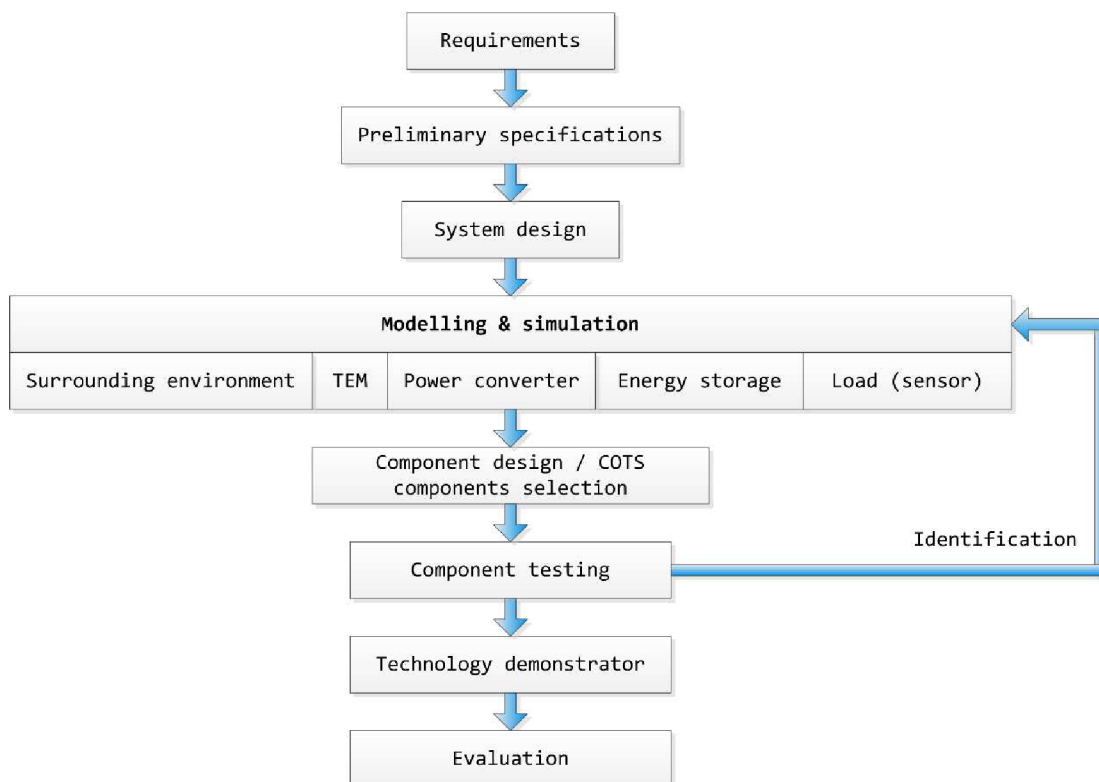 Requirements
Preliminary specifications
System design
Modelling & simulation
Surrounding environment
TEM
Power converter
Energy storage
Load (sensor)
Component design / COTS
components selection
Identification
Component testing
Technology demonstrator
Evaluation